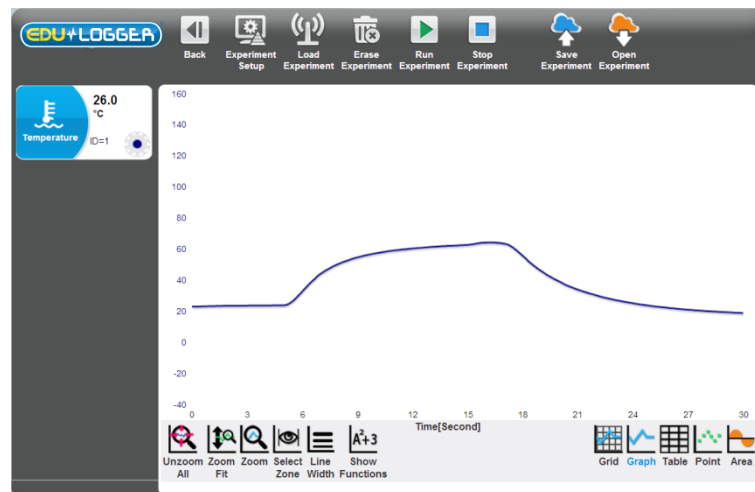 EDU LOGGER
Back
Experiment
Setup
Load
Experiment
Erase
Experiment
Run
Experiment
Stop
Experiment
Save
Experiment
Open
Experiment
26.0
°C
Temperature
ID=1
160
140
120
100
80
60
40
20
0
-20
-40
0 3 6 9 12 15 18 21 24 27 30
Time[Second]
Unzoom
All
Zoom
Fit
Zoom
Select
Zone
Line
Width
A²+3
Show
Functions
Grid
Graph
Table
Point
Area